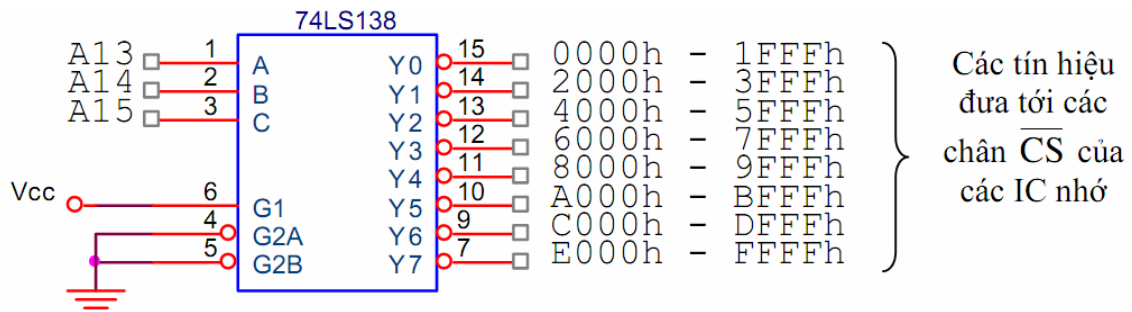 74LS138
A13 1 A Y0 15 0000h - 1FFFh
A14 2 B Y1 14 2000h - 3FFFh
A15 3 C Y2 13 4000h - 5FFFh
Y3 12 6000h - 7FFFh
Y4 11 8000h - 9FFFh
Vcc 6 G1 Y5 10 A000h - BFFFh
4 G2A Y6 9 C000h - DFFFh
5 G2B Y7 7 E000h - FFFFh
Các tín hiệu
đưa tới các
chân C̅S̅ của
các IC nhớ